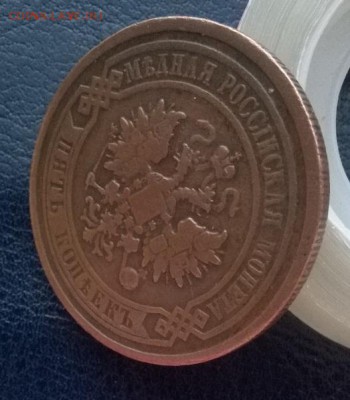 МѢДНАЯ РОССІЙСКАЯ МОНЕТА
ПЯТЬ КОПѢЕКЪ